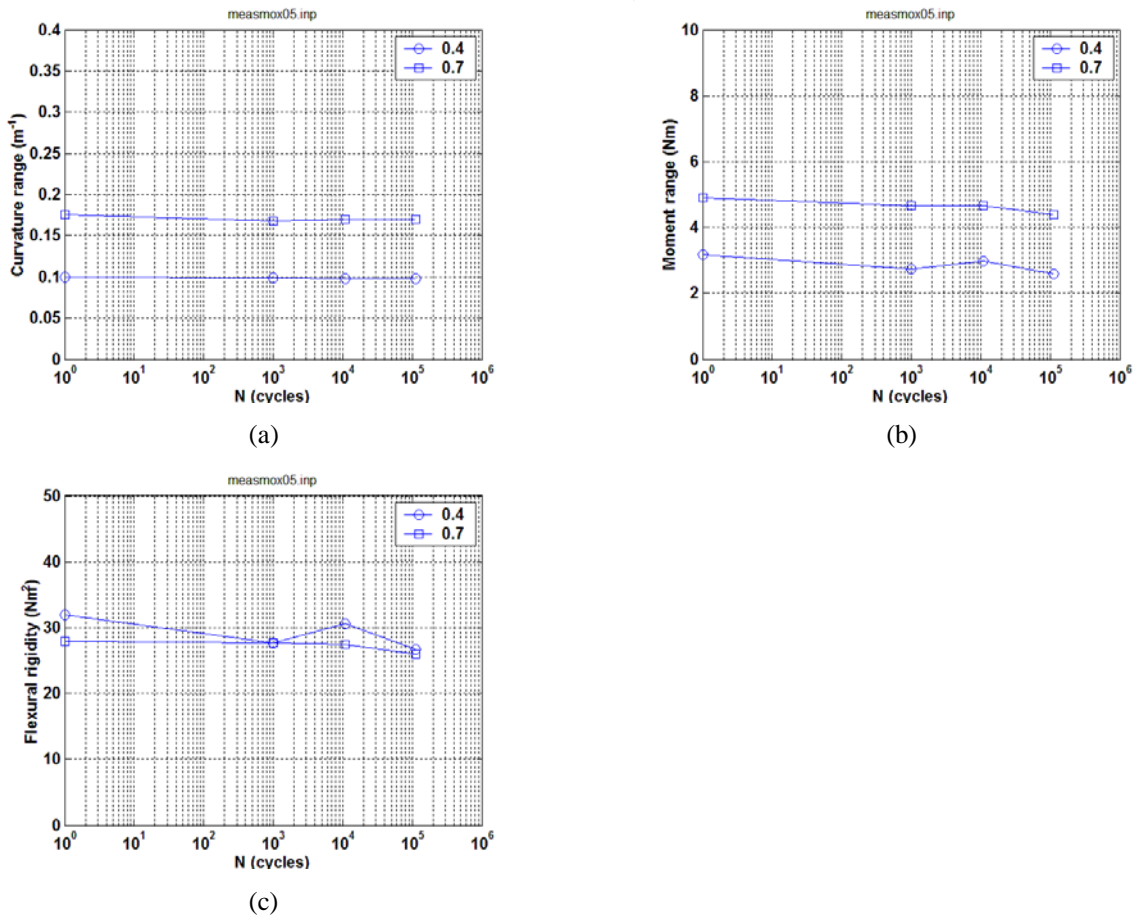 measmox05.inp
0.4
0.7
0.4
0.35
0.3
0.25
0.2
0.15
0.1
0.05
0
Curvature range (m⁻¹)
10⁰ 10¹ 10² 10³ 10⁴ 10⁵ 10⁶
N (cycles)
(a)
measmox05.inp
0.4
0.7
10
8
6
4
2
0
Moment range (Nm)
10⁰ 10¹ 10² 10³ 10⁴ 10⁵ 10⁶
N (cycles)
(b)
measmox05.inp
0.4
0.7
50
40
30
20
10
0
Flexural rigidity (Nm²)
10⁰ 10¹ 10² 10³ 10⁴ 10⁵ 10⁶
N (cycles)
(c)